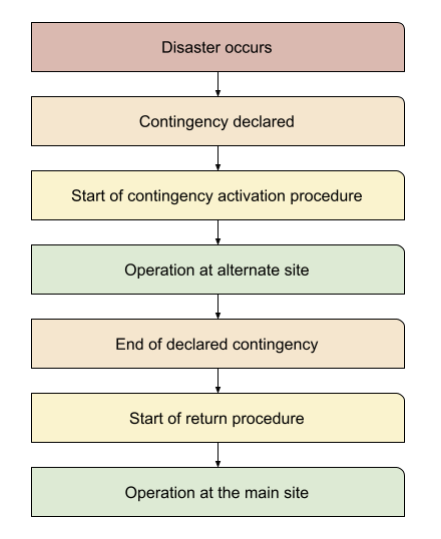 Disaster occurs
Contingency declared
Start of contingency activation procedure
Operation at alternate site
End of declared contingency
Start of return procedure
Operation at the main site